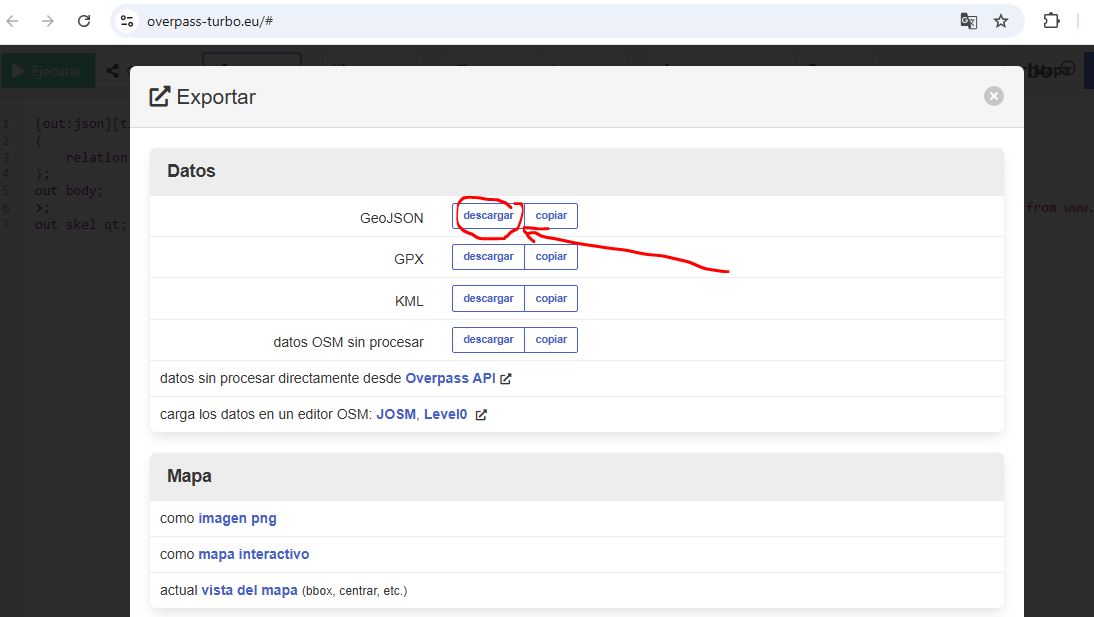 overpass-turbo.eu/#
Ejecutar
Mapa
Exportar
1 [out:json][t
2 (
3 relation
4 );
5 out body;
6 >;
7 out skel qt;
from www.
Datos
GeoJSON descargar copiar
GPX descargar copiar
KML descargar copiar
datos OSM sin procesar descargar copiar
datos sin procesar directamente desde Overpass API
carga los datos en un editor OSM: JOSM, Level0
Mapa
como imagen png
como mapa interactivo
actual vista del mapa (bbox, centrar, etc.)